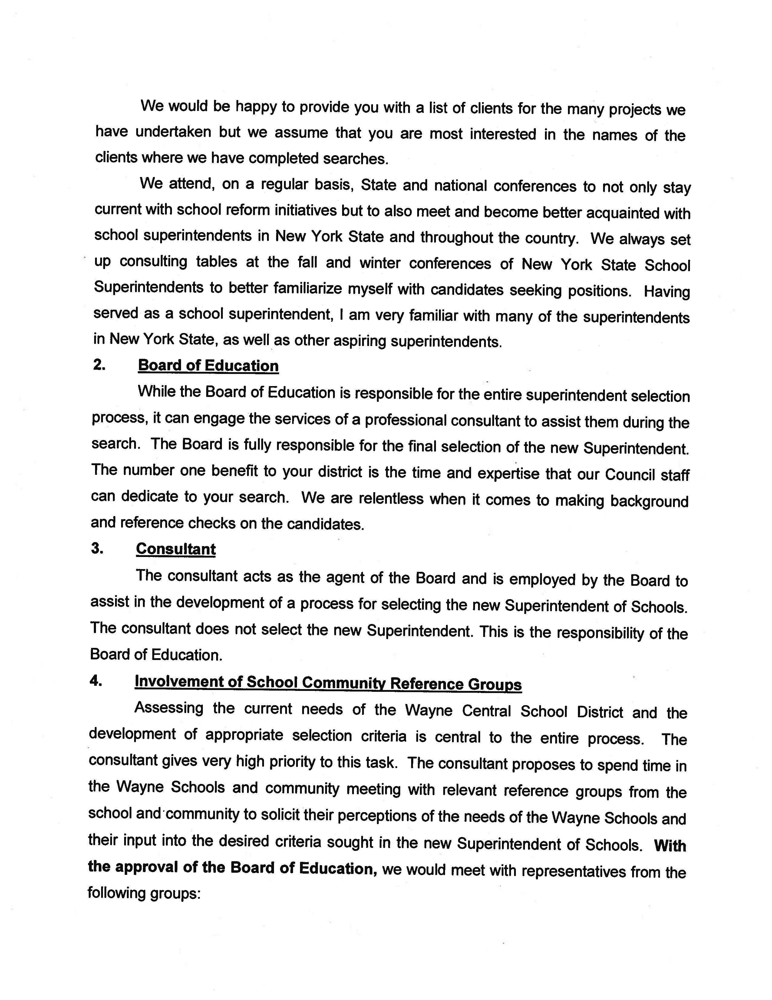 We would be happy to provide you with a list of clients for the many projects we
have undertaken but we assume that you are most interested in the names of the
clients where we have completed searches.
We attend, on a regular basis, State and national conferences to not only stay
current with school reform initiatives but to also meet and become better acquainted with
school superintendents in New York State and throughout the country. We always set
up consulting tables at the fall and winter conferences of New York State School
Superintendents to better familiarize myself with candidates seeking positions. Having
served as a school superintendent, I am very familiar with many of the superintendents
in New York State, as well as other aspiring superintendents.
2. Board of Education
While the Board of Education is responsible for the entire superintendent selection
process, it can engage the services of a professional consultant to assist them during the
search. The Board is fully responsible for the final selection of the new Superintendent.
The number one benefit to your district is the time and expertise that our Council staff
can dedicate to your search. We are relentless when it comes to making background
and reference checks on the candidates.
3. Consultant
The consultant acts as the agent of the Board and is employed by the Board to
assist in the development of a process for selecting the new Superintendent of Schools.
The consultant does not select the new Superintendent. This is the responsibility of the
Board of Education.
4. Involvement of School Community Reference Groups
Assessing the current needs of the Wayne Central School District and the
development of appropriate selection criteria is central to the entire process. The
consultant gives very high priority to this task. The consultant proposes to spend time in
the Wayne Schools and community meeting with relevant reference groups from the
school and community to solicit their perceptions of the needs of the Wayne Schools and
their input into the desired criteria sought in the new Superintendent of Schools. With
the approval of the Board of Education, we would meet with representatives from the
following groups: